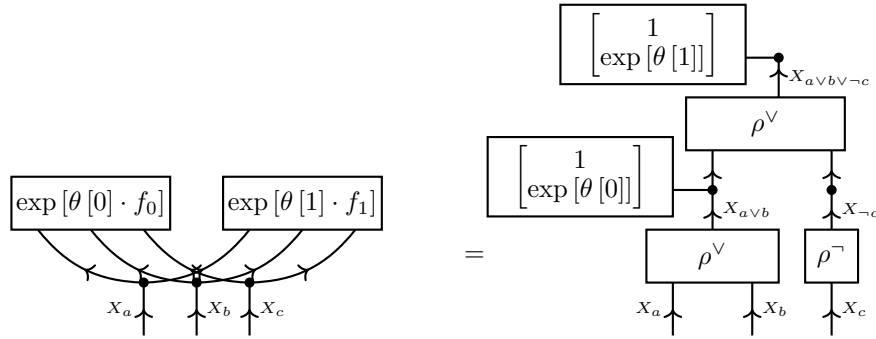 exp [θ [0] · f₀]
exp [θ [1] · f₁]
X_a
X_b
X_c
=
1
exp [θ [1]]
X_{a∨b∨¬c}
ρ^∨
1
exp [θ [0]]
X_{a∨b}
X_{¬c}
ρ^∨
ρ^¬
X_a
X_b
X_c